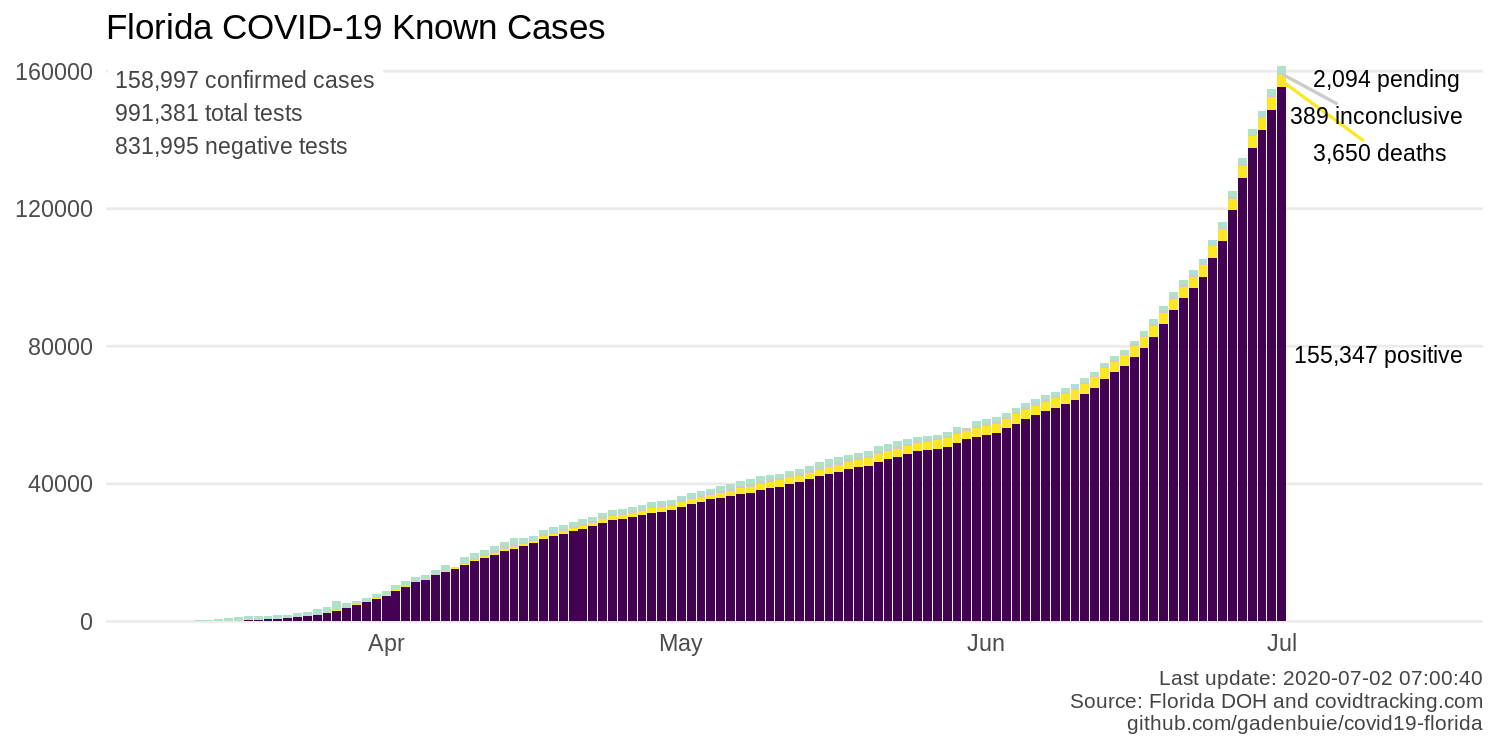 Florida COVID-19 Known Cases
160000
120000
80000
40000
0
158,997 confirmed cases
991,381 total tests
831,995 negative tests
2,094 pending
389 inconclusive
3,650 deaths
155,347 positive
Apr
May
Jun
Jul
Last update: 2020-07-02 07:00:40
Source: Florida DOH and covidtracking.com
github.com/gadenbuie/covid19-florida